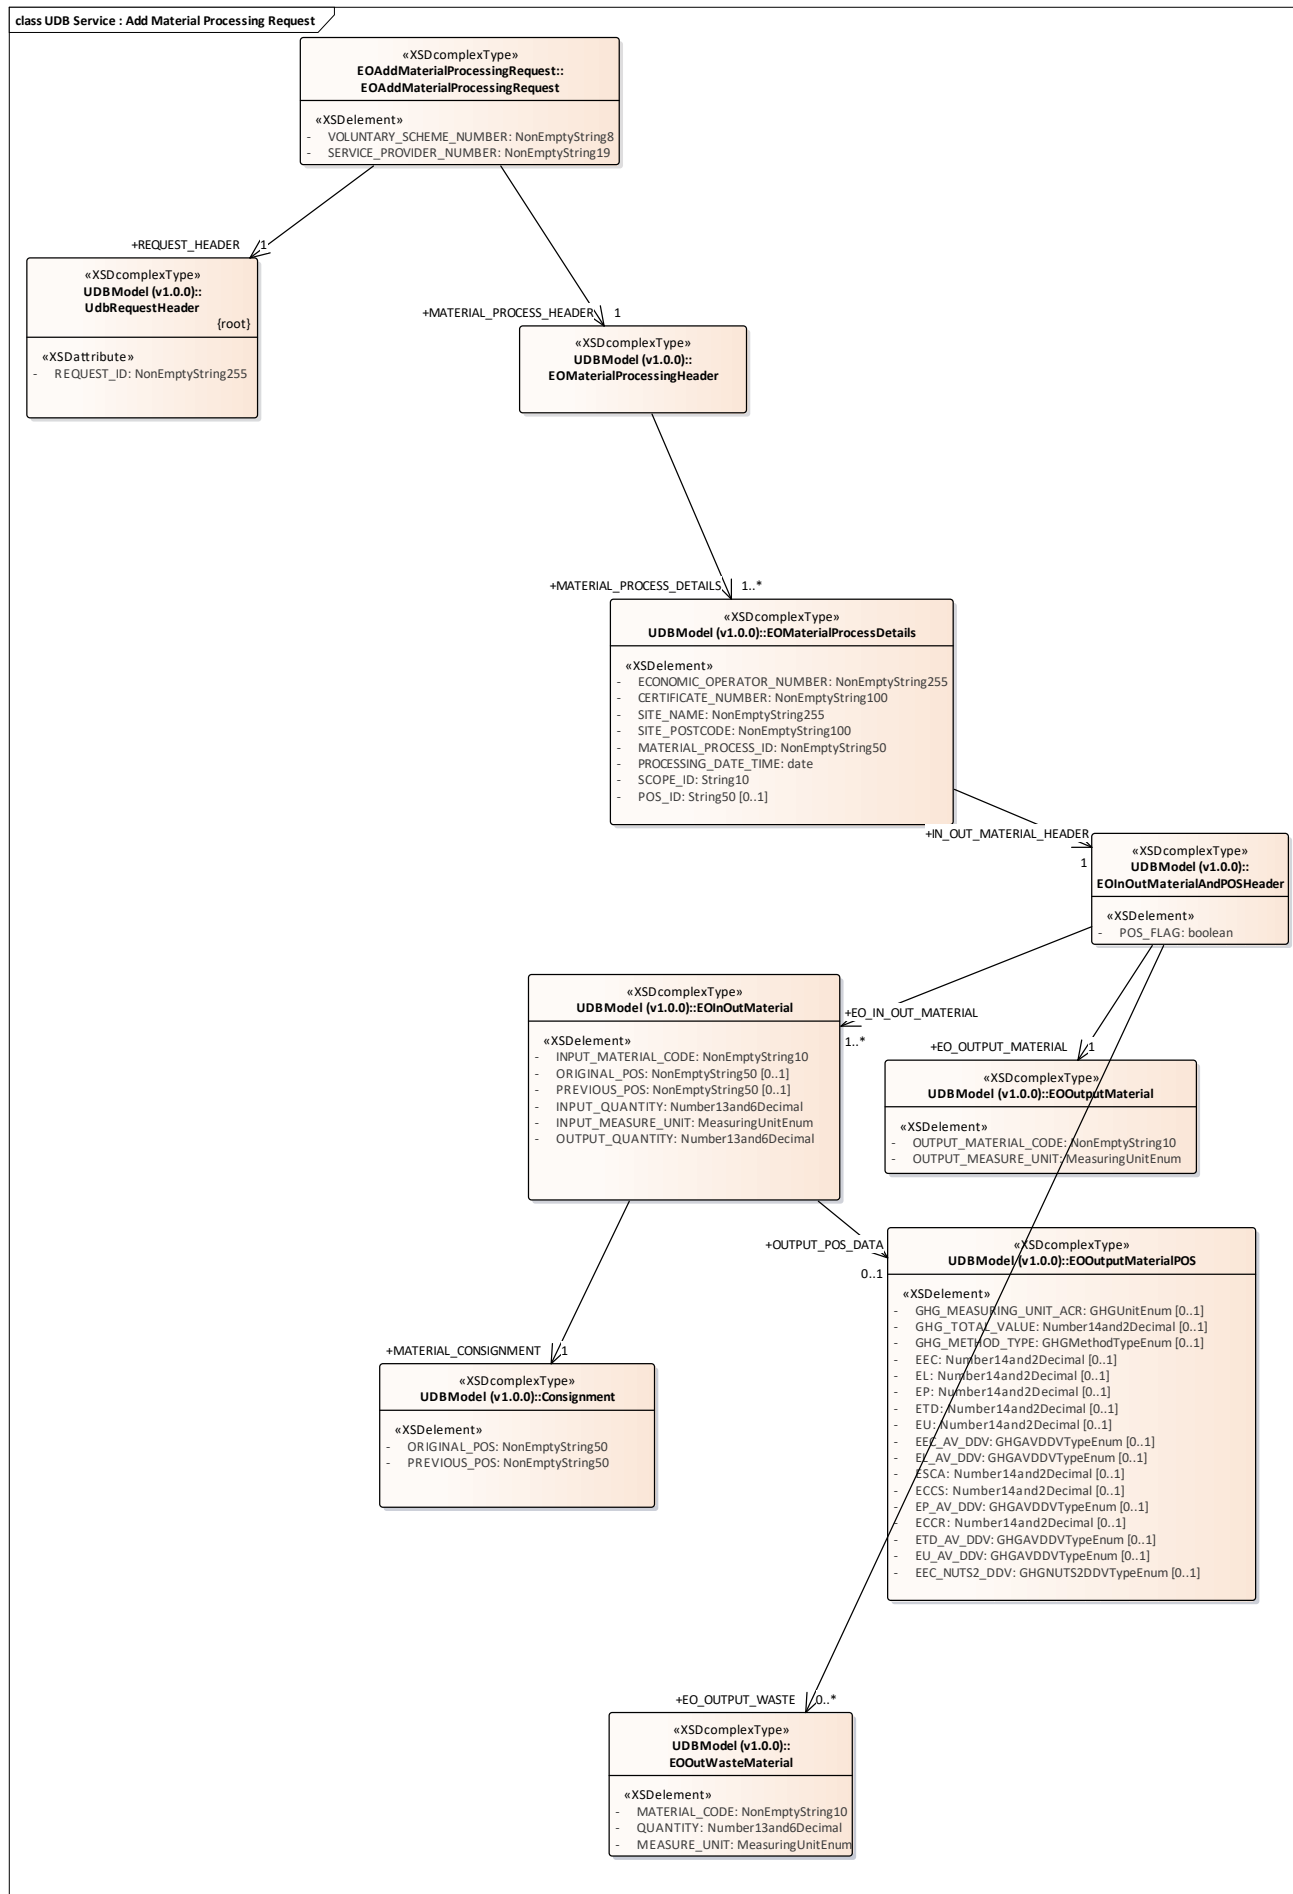 class UDB Service : Add Material Processing Request
«XSDcomplexType»
EOAddMaterialProcessingRequest::
EOAddMaterialProcessingRequest
«XSDelement»
- VOLUNTARY_SCHEME_NUMBER: NonEmptyString8
- SERVICE_PROVIDER_NUMBER: NonEmptyString19
+REQUEST_HEADER 1
«XSDcomplexType»
UDBModel (v1.0.0)::
UdbRequestHeader
{root}
«XSDattribute»
- REQUEST_ID: NonEmptyString255
+MATERIAL_PROCESS_HEADER 1
«XSDcomplexType»
UDBModel (v1.0.0)::
EOMaterialProcessingHeader
+MATERIAL_PROCESS_DETAILS 1..*
«XSDcomplexType»
UDBModel (v1.0.0)::EOMaterialProcessDetails
«XSDelement»
- ECONOMIC_OPERATOR_NUMBER: NonEmptyString255
- CERTIFICATE_NUMBER: NonEmptyString100
- SITE_NAME: NonEmptyString255
- SITE_POSTCODE: NonEmptyString100
- MATERIAL_PROCESS_ID: NonEmptyString50
- PROCESSING_DATE_TIME: date
- SCOPE_ID: String10
- POS_ID: String50 [0..1]
+IN_OUT_MATERIAL_HEADER
1
«XSDcomplexType»
UDBModel (v1.0.0)::
EOInOutMaterialAndPOSHeader
«XSDelement»
- POS_FLAG: boolean
+EO_IN_OUT_MATERIAL
1..*
«XSDcomplexType»
UDBModel (v1.0.0)::EOInOutMaterial
«XSDelement»
- INPUT_MATERIAL_CODE: NonEmptyString10
- ORIGINAL_POS: NonEmptyString50 [0..1]
- PREVIOUS_POS: NonEmptyString50 [0..1]
- INPUT_QUANTITY: Number13and6Decimal
- INPUT_MEASURE_UNIT: MeasuringUnitEnum
- OUTPUT_QUANTITY: Number13and6Decimal
+EO_OUTPUT_MATERIAL 1
«XSDcomplexType»
UDBModel (v1.0.0)::EOOutputMaterial
«XSDelement»
- OUTPUT_MATERIAL_CODE: NonEmptyString10
- OUTPUT_MEASURE_UNIT: MeasuringUnitEnum
+OUTPUT_POS_DATA
0..1
«XSDcomplexType»
UDBModel (v1.0.0)::EOOutputMaterialPOS
«XSDelement»
- GHG_MEASURING_UNIT_ACR: GHGUnitEnum [0..1]
- GHG_TOTAL_VALUE: Number14and2Decimal [0..1]
- GHG_METHOD_TYPE: GHGMethodTypeEnum [0..1]
- EEC: Number14and2Decimal [0..1]
- EL: Number14and2Decimal [0..1]
- EP: Number14and2Decimal [0..1]
- ETD: Number14and2Decimal [0..1]
- EU: Number14and2Decimal [0..1]
- EEC_AV_DDV: GHGAVDDVTypeEnum [0..1]
- EL_AV_DDV: GHGAVDDVTypeEnum [0..1]
- ESCA: Number14and2Decimal [0..1]
- ECCS: Number14and2Decimal [0..1]
- EP_AV_DDV: GHGAVDDVTypeEnum [0..1]
- ECCR: Number14and2Decimal [0..1]
- ETD_AV_DDV: GHGAVDDVTypeEnum [0..1]
- EU_AV_DDV: GHGAVDDVTypeEnum [0..1]
- EEC_NUTS2_DDV: GHGNUTS2DDVTypeEnum [0..1]
+MATERIAL_CONSIGNMENT 1
«XSDcomplexType»
UDBModel (v1.0.0)::Consignment
«XSDelement»
- ORIGINAL_POS: NonEmptyString50
- PREVIOUS_POS: NonEmptyString50
+EO_OUTPUT_WASTE 0..*
«XSDcomplexType»
UDBModel (v1.0.0)::
EOOutWasteMaterial
«XSDelement»
- MATERIAL_CODE: NonEmptyString10
- QUANTITY: Number13and6Decimal
- MEASURE_UNIT: MeasuringUnitEnum